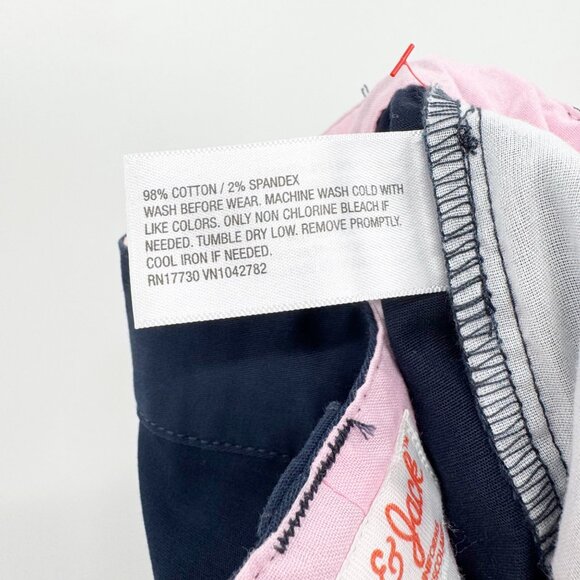 98% COTTON / 2% SPANDEX
WASH BEFORE WEAR. MACHINE WASH COLD WITH
LIKE COLORS. ONLY NON CHLORINE BLEACH IF
NEEDED. TUMBLE DRY LOW. REMOVE PROMPTLY.
COOL IRON IF NEEDED.
RN17730 VN1042782
& Jack